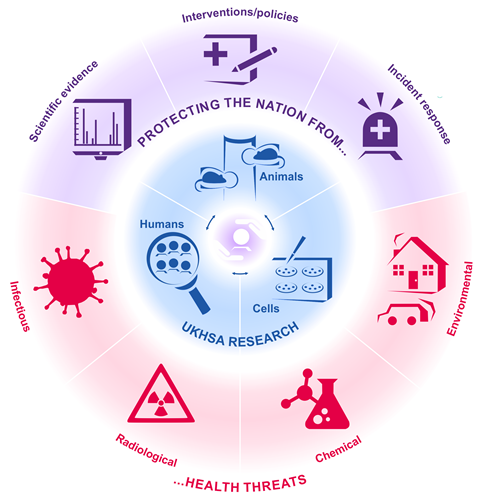 Interventions/policies
Scientific evidence
Incident response
PROTECTING THE NATION FROM...
Animals
Humans
Cells
UKHSA RESEARCH
Infectious
Environmental
Radiological
Chemical
...HEALTH THREATS